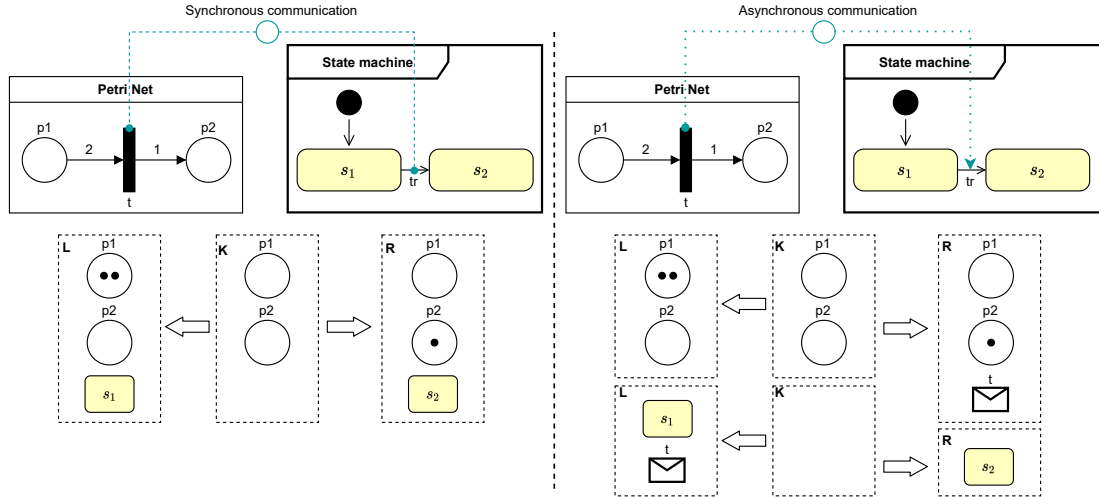 Synchronous communication
State machine
Petri Net
p1
p2
2
1
t
s1
s2
tr
L
p1
p2
s1
K
p1
p2
R
p1
p2
s2
Asynchronous communication
State machine
Petri Net
p1
p2
2
1
t
s1
s2
tr
L
p1
p2
K
p1
p2
R
p1
p2
t
L
s1
t
K
R
s2